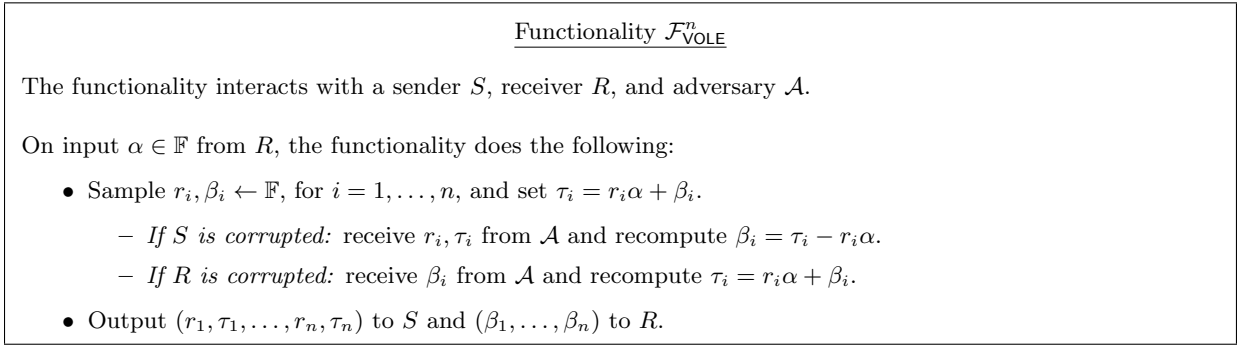 Functionality $\mathcal{F}^n_{\mathsf{VOLE}}$
The functionality interacts with a sender $S$, receiver $R$, and adversary $\mathcal{A}$.
On input $\alpha \in \mathbb{F}$ from $R$, the functionality does the following:
• Sample $r_i, \beta_i \leftarrow \mathbb{F}$, for $i = 1, \ldots, n$, and set $\tau_i = r_i\alpha + \beta_i$.
– If $S$ is corrupted: receive $r_i, \tau_i$ from $\mathcal{A}$ and recompute $\beta_i = \tau_i - r_i\alpha$.
– If $R$ is corrupted: receive $\beta_i$ from $\mathcal{A}$ and recompute $\tau_i = r_i\alpha + \beta_i$.
• Output $(r_1, \tau_1, \ldots, r_n, \tau_n)$ to $S$ and $(\beta_1, \ldots, \beta_n)$ to $R$.